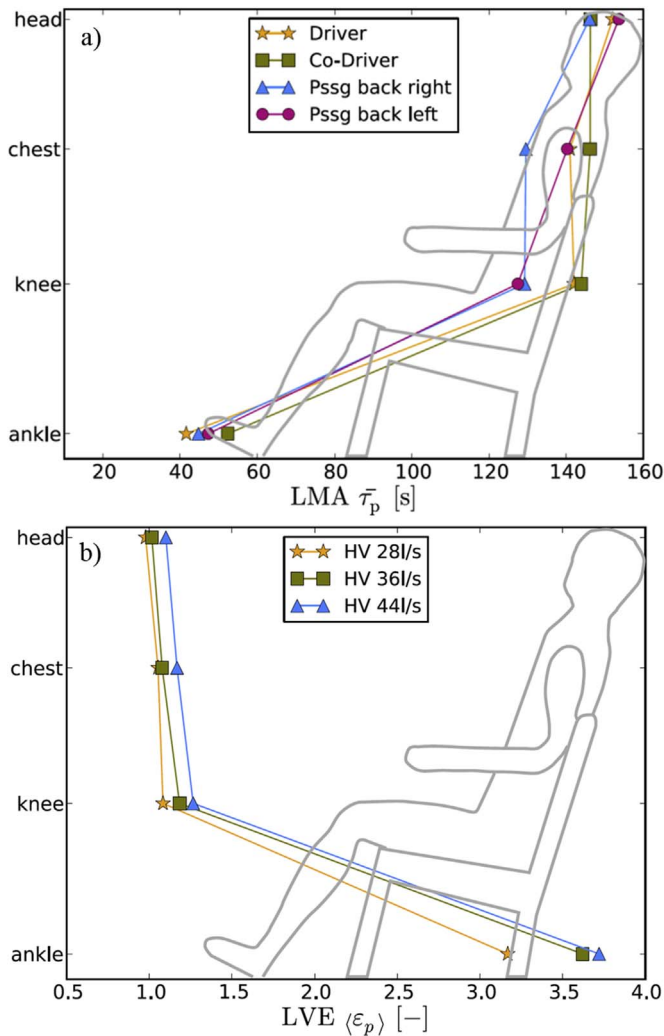 a)
head
chest
knee
ankle
Driver
Co-Driver
Pssg back right
Pssg back left
20 40 60 80 100 120 140 160
LMA τ̄p [s]
b)
head
chest
knee
ankle
HV 28l/s
HV 36l/s
HV 44l/s
0.5 1.0 1.5 2.0 2.5 3.0 3.5 4.0
LVE ⟨εp⟩ [−]